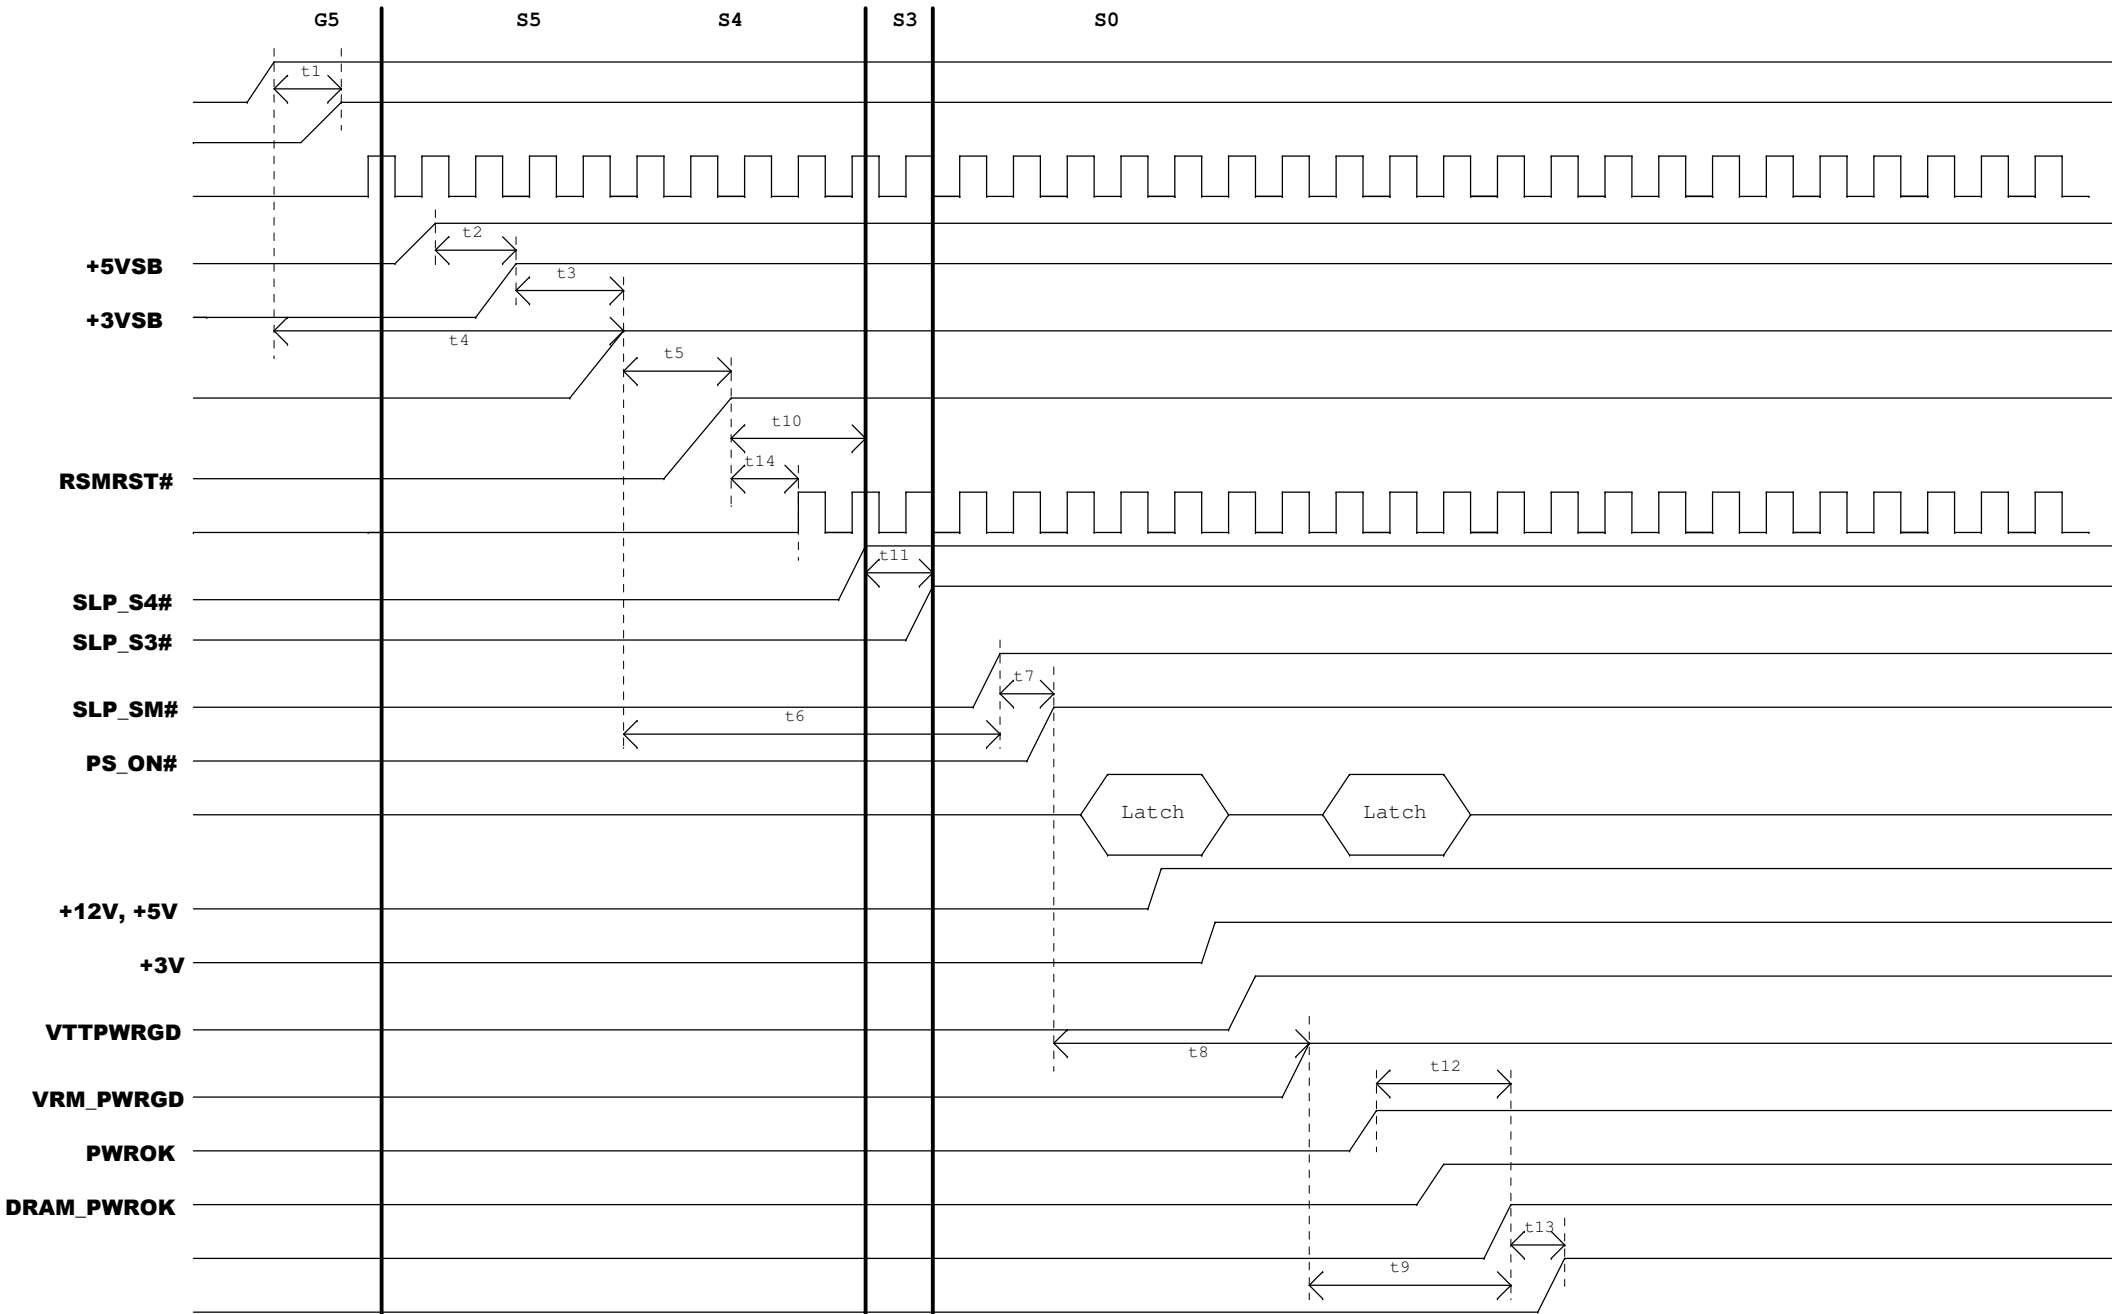 G5 S5 S4 S3 S0
t1
t2
+5VSB
t3
+3VSB
t4
t5
t10
t14
RSMRST#
t11
SLP_S4#
SLP_S3#
t7
SLP_SM#
t6
PS_ON#
Latch Latch
+12V, +5V
+3V
VTTPWRGD
t8
t12
VRM_PWRGD
PWROK
DRAM_PWROK
t13
t9